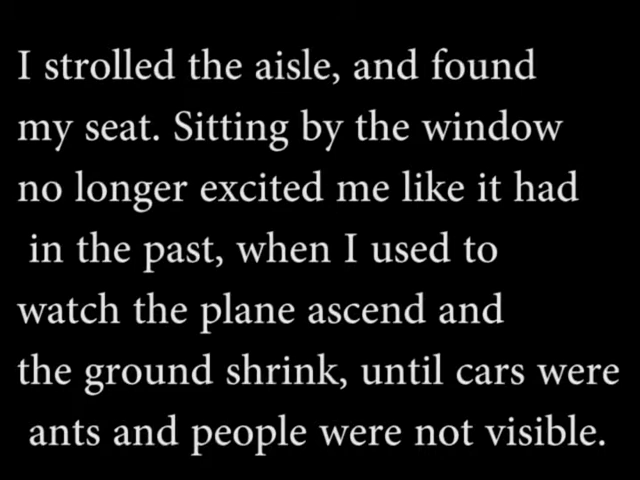 I strolled the aisle, and found
my seat. Sitting by the window
no longer excited me like it had
in the past, when I used to
watch the plane ascend and
the ground shrink, until cars were
ants and people were not visible.